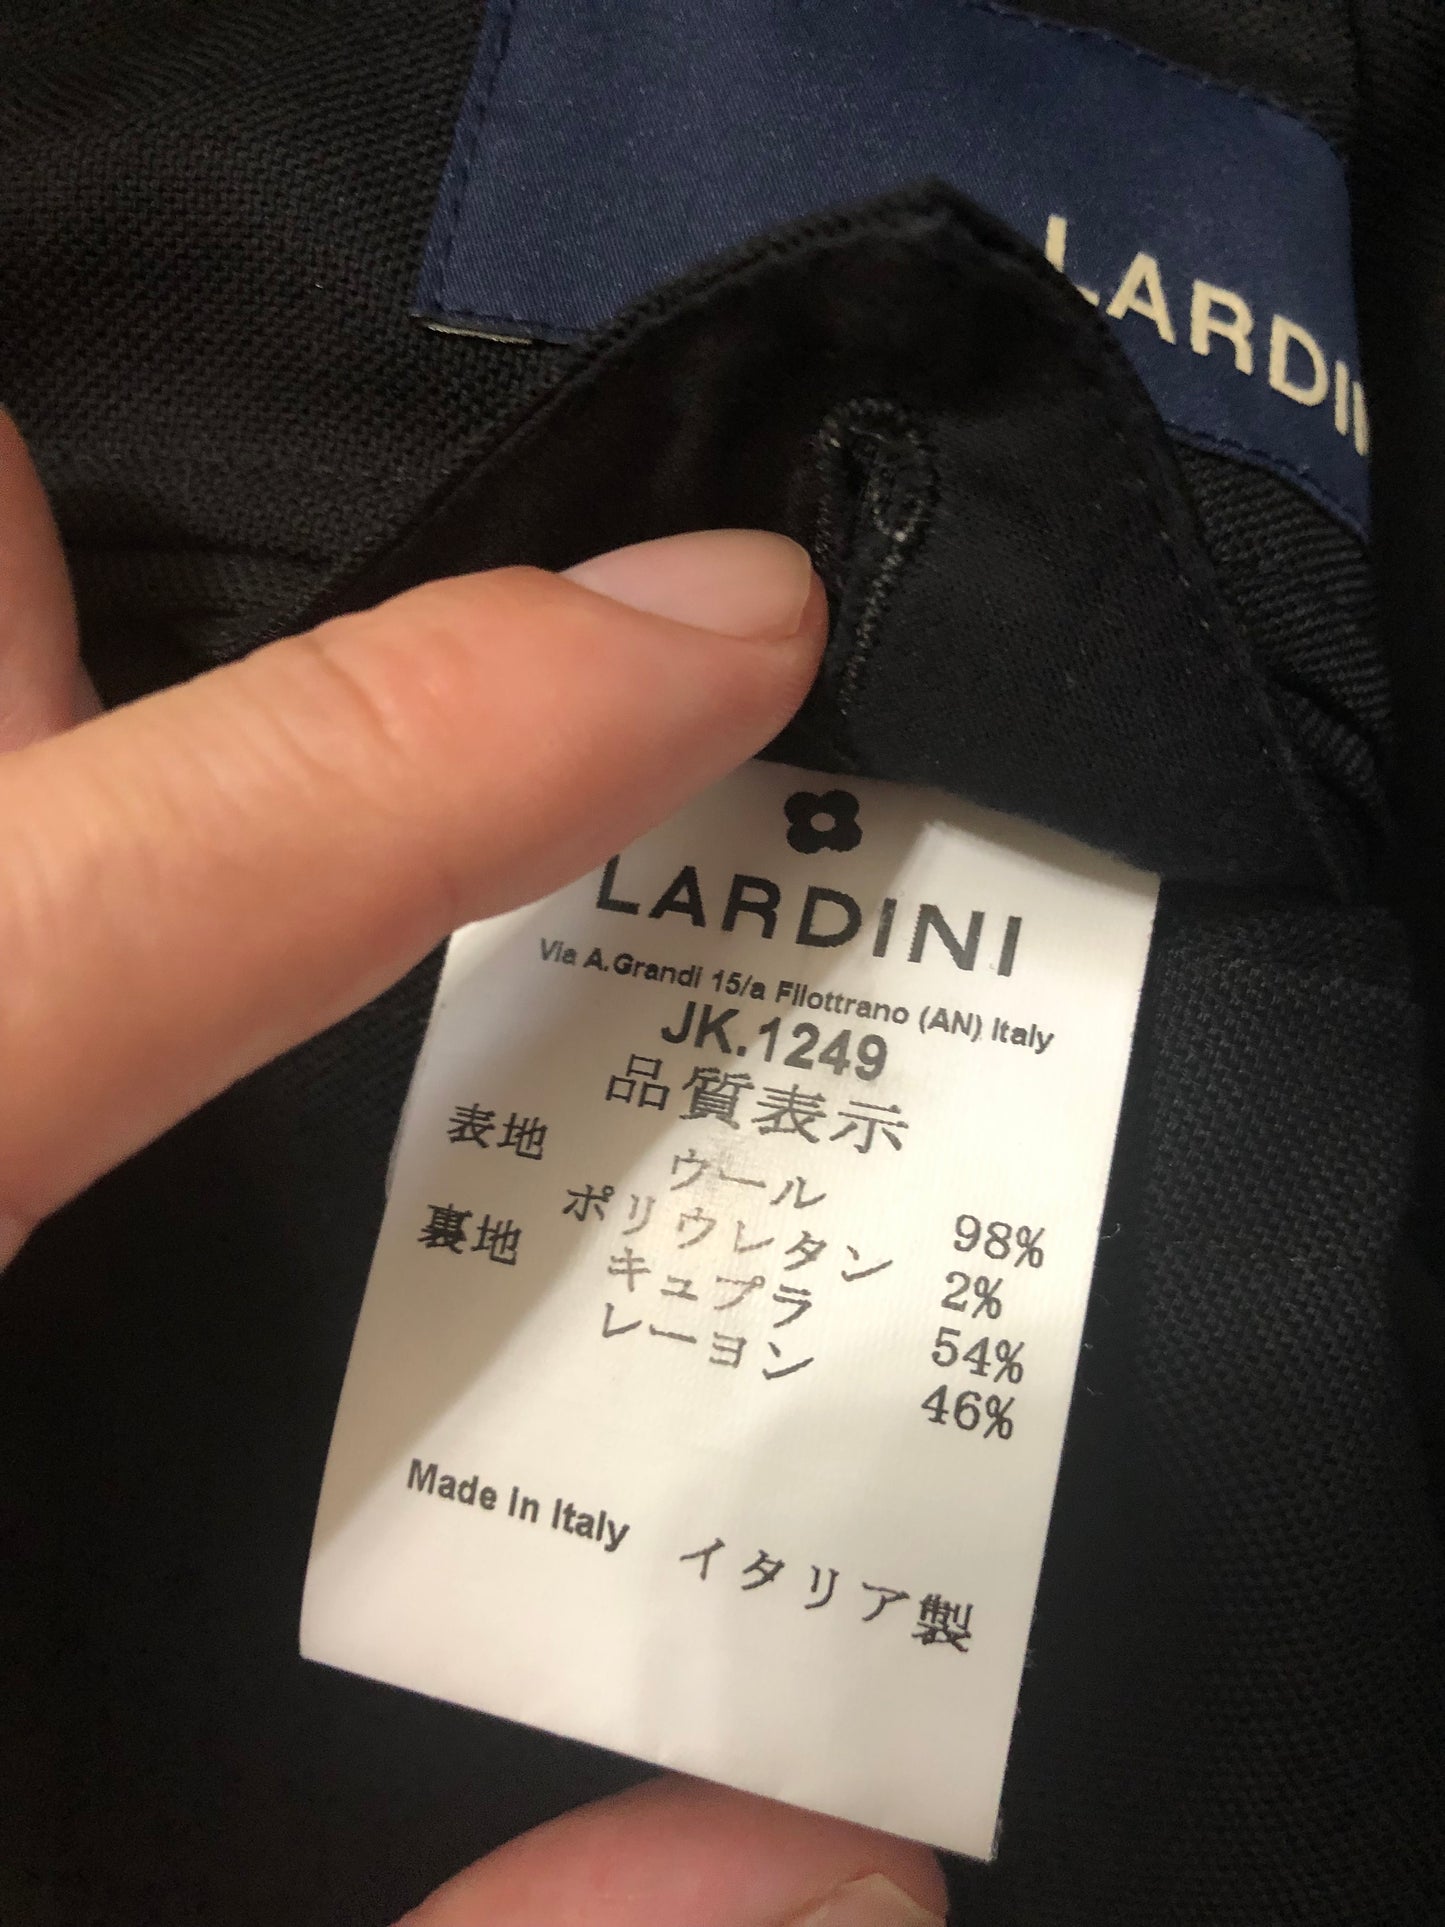 LARDINI
LARDINI
Via A.Grandi 15/a Filottrano (AN) Italy
JK.1249
品質表示
表地 ウール 98%
ポリウレタン 2%
裏地 キュプラ 54%
レーヨン 46%
Made in Italy イタリア製